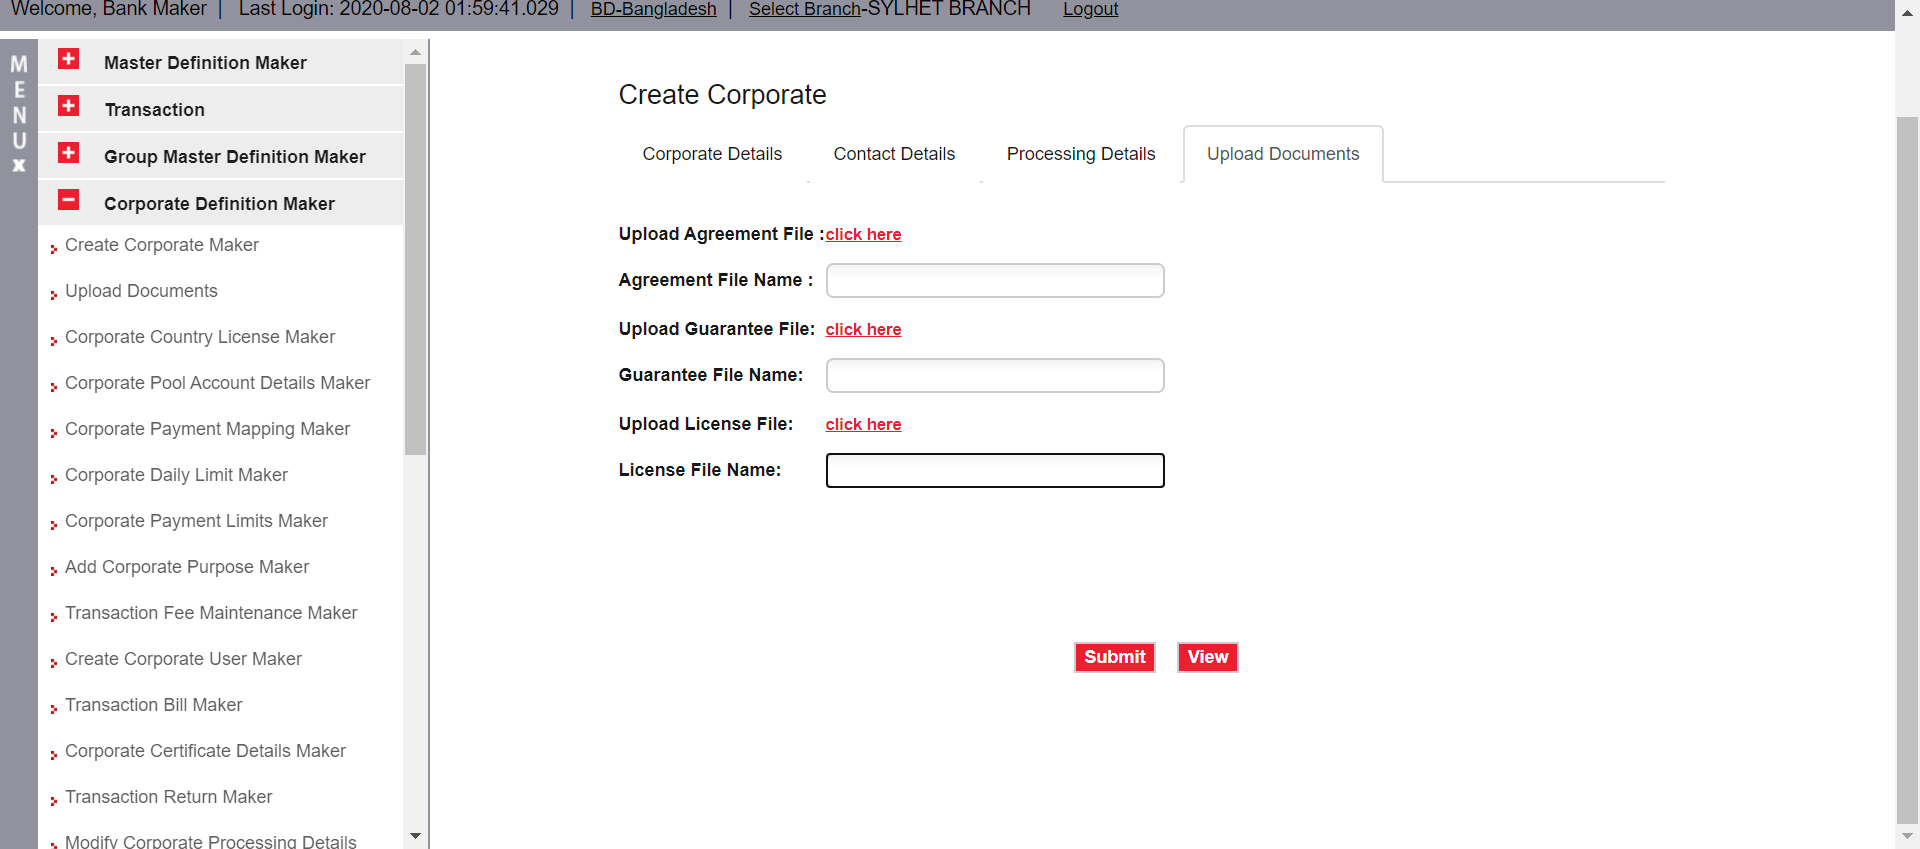 Welcome, Bank Maker | Last Login: 2020-08-02 01:59:41.029 | BD-Bangladesh | Select Branch-SYLHET BRANCH Logout
MENU x
Master Definition Maker
Transaction
Group Master Definition Maker
Corporate Definition Maker
Create Corporate Maker
Upload Documents
Corporate Country License Maker
Corporate Pool Account Details Maker
Corporate Payment Mapping Maker
Corporate Daily Limit Maker
Corporate Payment Limits Maker
Add Corporate Purpose Maker
Transaction Fee Maintenance Maker
Create Corporate User Maker
Transaction Bill Maker
Corporate Certificate Details Maker
Transaction Return Maker
Modify Corporate Processing Details
Create Corporate
Corporate Details Contact Details Processing Details Upload Documents
Upload Agreement File :click here
Agreement File Name :
Upload Guarantee File: click here
Guarantee File Name:
Upload License File: click here
License File Name:
Submit View